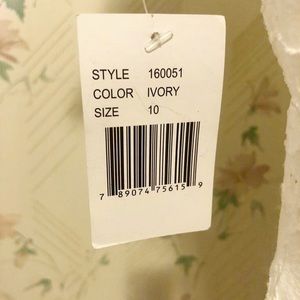 STYLE 160051
COLOR IVORY
SIZE 10
7 89074 75615 9